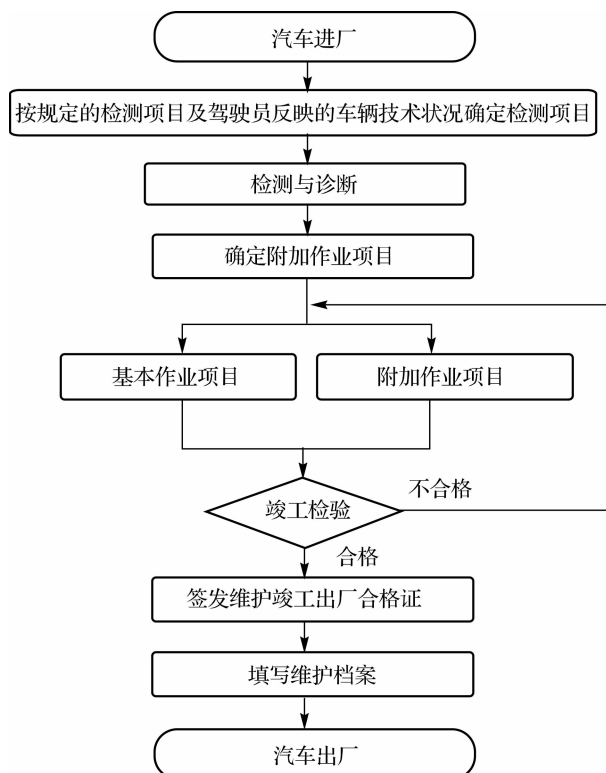 汽车进厂
按规定的检测项目及驾驶员反映的车辆技术状况确定检测项目
检测与诊断
确定附加作业项目
基本作业项目
附加作业项目
竣工检验
不合格
合格
签发维护竣工出厂合格证
填写维护档案
汽车出厂